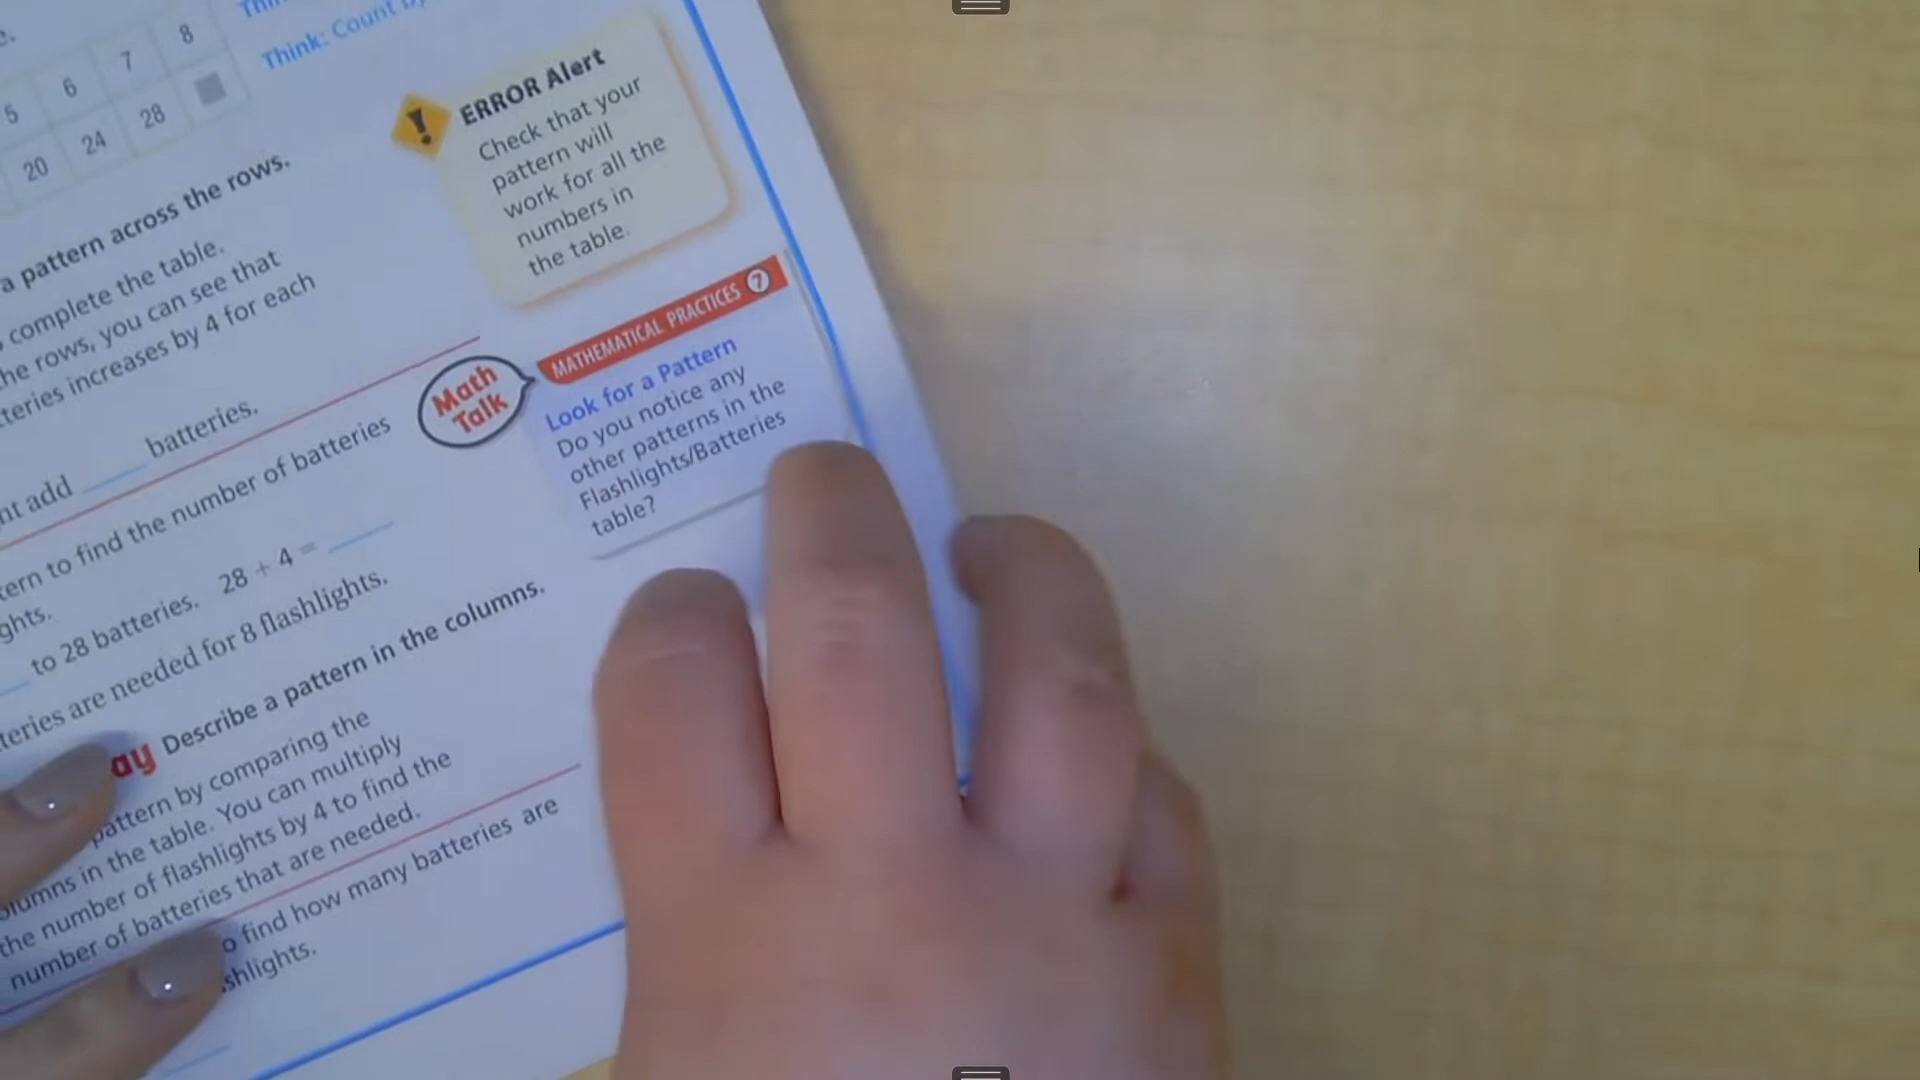 e.
5 6 7 8
20 24 28
Think: Count by
a pattern across the rows.
complete the table.
the rows, you can see that
teries increases by 4 for each
add ____ batteries.
tern to find the number of batteries
ghts.
to 28 batteries. 28 + 4 = ____
teries are needed for 8 flashlights.
ay Describe a pattern in the columns.
pattern by comparing the
olumns in the table. You can multiply
the number of flashlights by 4 to find the
number of batteries that are needed.
o find how many batteries are
shlights.
ERROR Alert
Check that your
pattern will
work for all the
numbers in
the table.
Math
Talk
MATHEMATICAL PRACTICES 7
Look for a Pattern
Do you notice any
other patterns in the
Flashlights/Batteries
table?